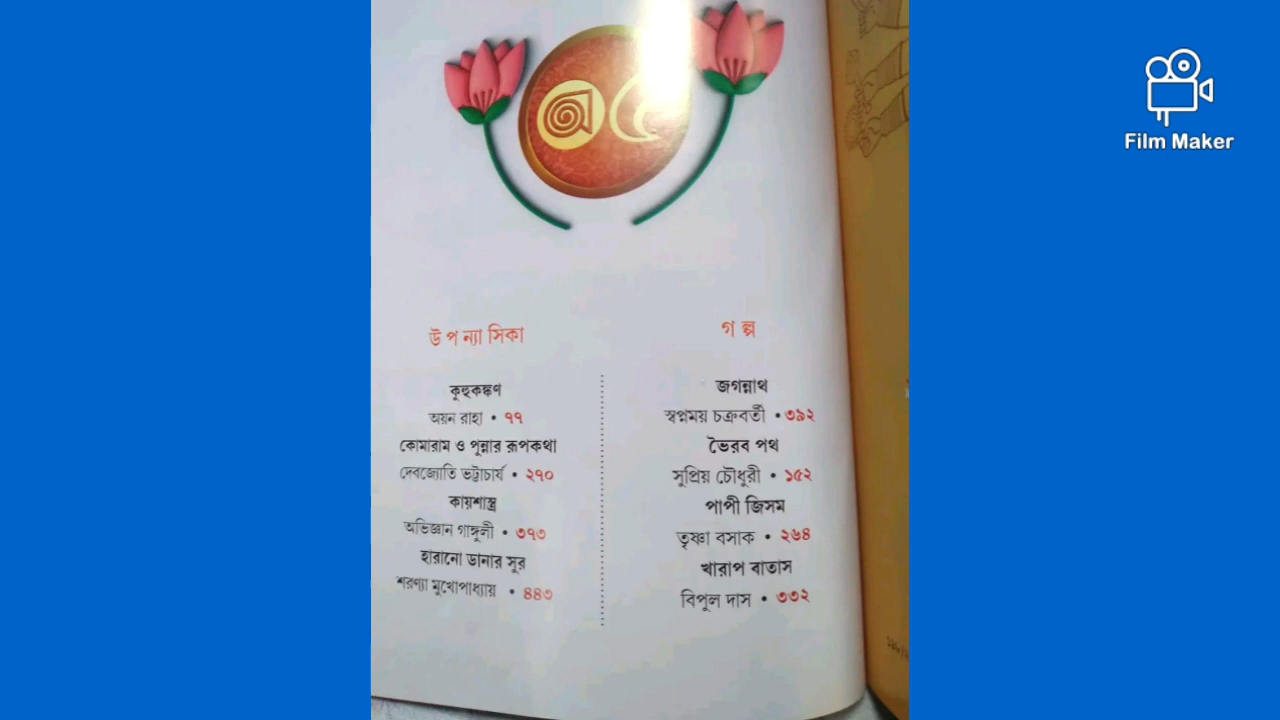 Film Maker
উপন্যাসিকা
কুহুকঙ্কণ
অয়ন রাহা • ৭৭
কোমারাম ও পুন্নার রূপকথা
দেবজ্যোতি ভট্টাচার্য • ২৭০
কায়শাস্ত্র
অভিজ্ঞান গাঙ্গুলী • ৩৭৩
হারানো ডানার সুর
শরণ্যা মুখোপাধ্যায় • ৪৪৩
গল্প
জগন্নাথ
স্বপ্নময় চক্রবর্তী • ৩৯২
ভৈরব পথ
সুপ্রিয় চৌধুরী • ১৫২
পাপী জিসম
তৃষ্ণা বসাক • ২৬৪
খারাপ বাতাস
বিপুল দাস • ৩৩২